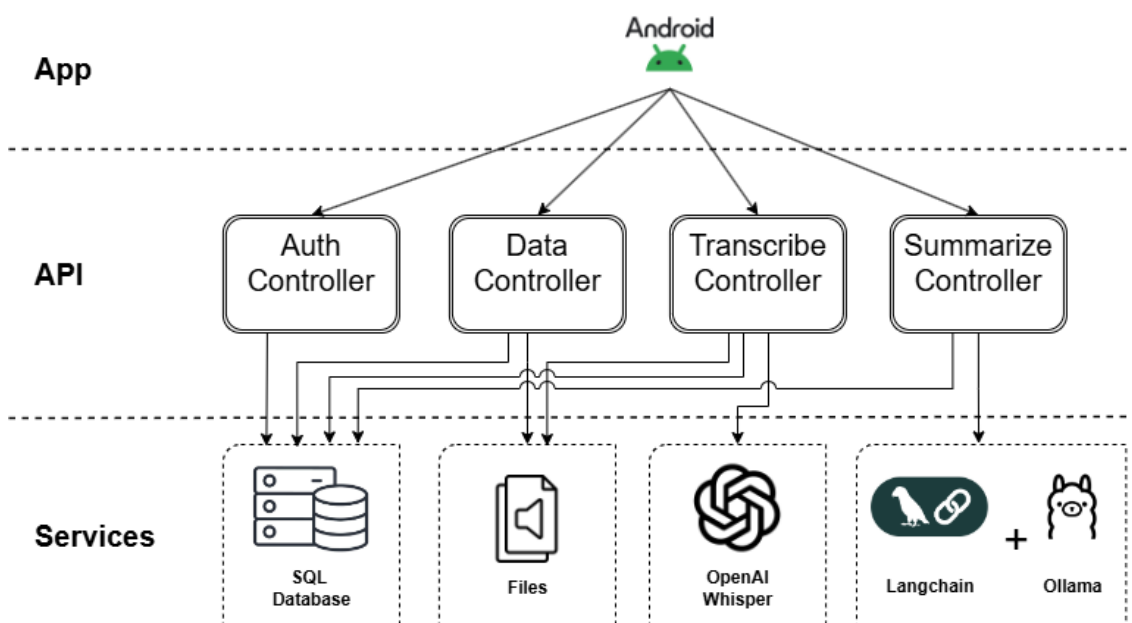 Android
App
Auth
Controller
Data
Controller
Transcribe
Controller
Summarize
Controller
API
Services
SQL
Database
Files
OpenAI
Whisper
+
Langchain
Ollama